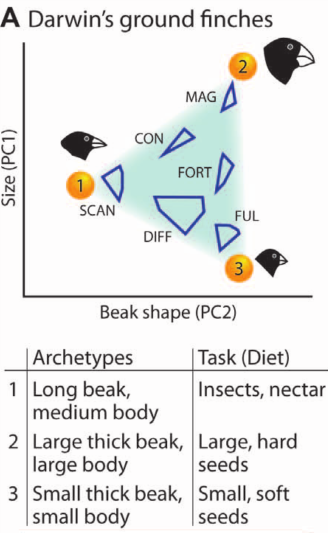 A Darwin's ground finches
2
MAG
CON
FORT
1
SCAN
FUL
DIFF
3
Size (PC1)
Beak shape (PC2)
Archetypes Task (Diet)
1 Long beak, Insects, nectar
medium body
2 Large thick beak, Large, hard
large body seeds
3 Small thick beak, Small, soft
small body seeds